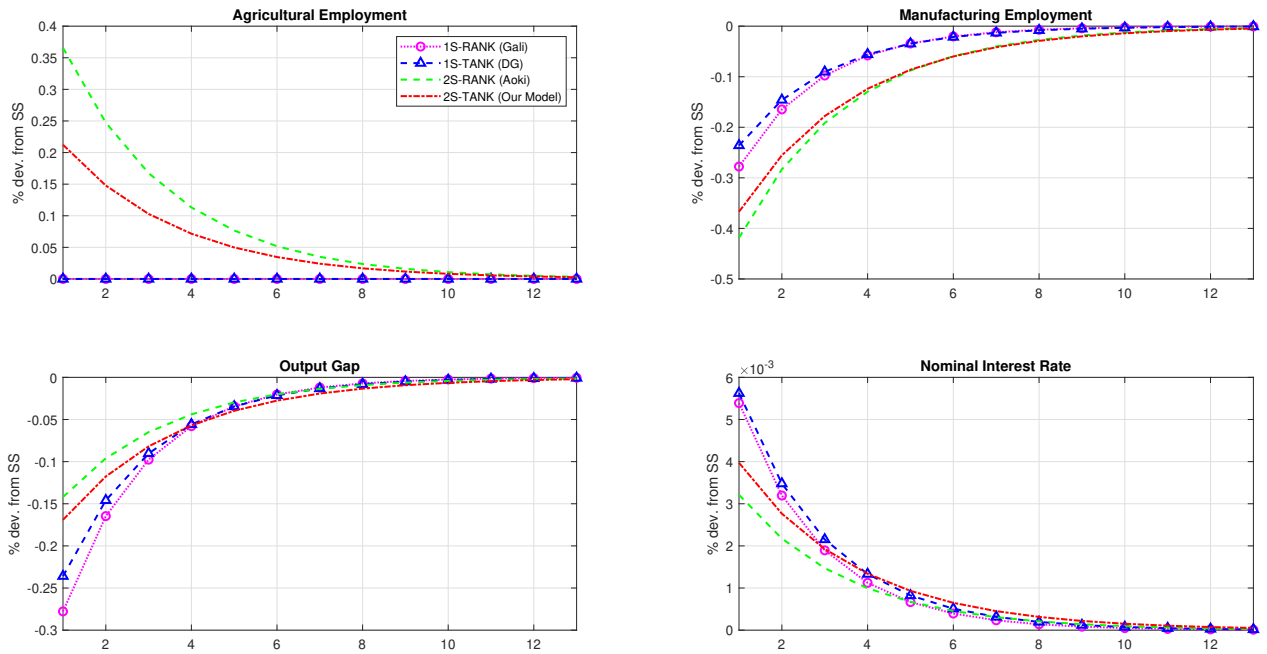 Agricultural Employment
% dev. from SS
0.4
0.35
0.3
0.25
0.2
0.15
0.1
0.05
0
2 4 6 8 10 12
1S-RANK (Gali)
1S-TANK (DG)
2S-RANK (Aoki)
2S-TANK (Our Model)
Manufacturing Employment
% dev. from SS
0
-0.1
-0.2
-0.3
-0.4
-0.5
2 4 6 8 10 12
Output Gap
% dev. from SS
0
-0.05
-0.1
-0.15
-0.2
-0.25
-0.3
2 4 6 8 10 12
Nominal Interest Rate
×10-3
% dev. from SS
6
5
4
3
2
1
0
2 4 6 8 10 12